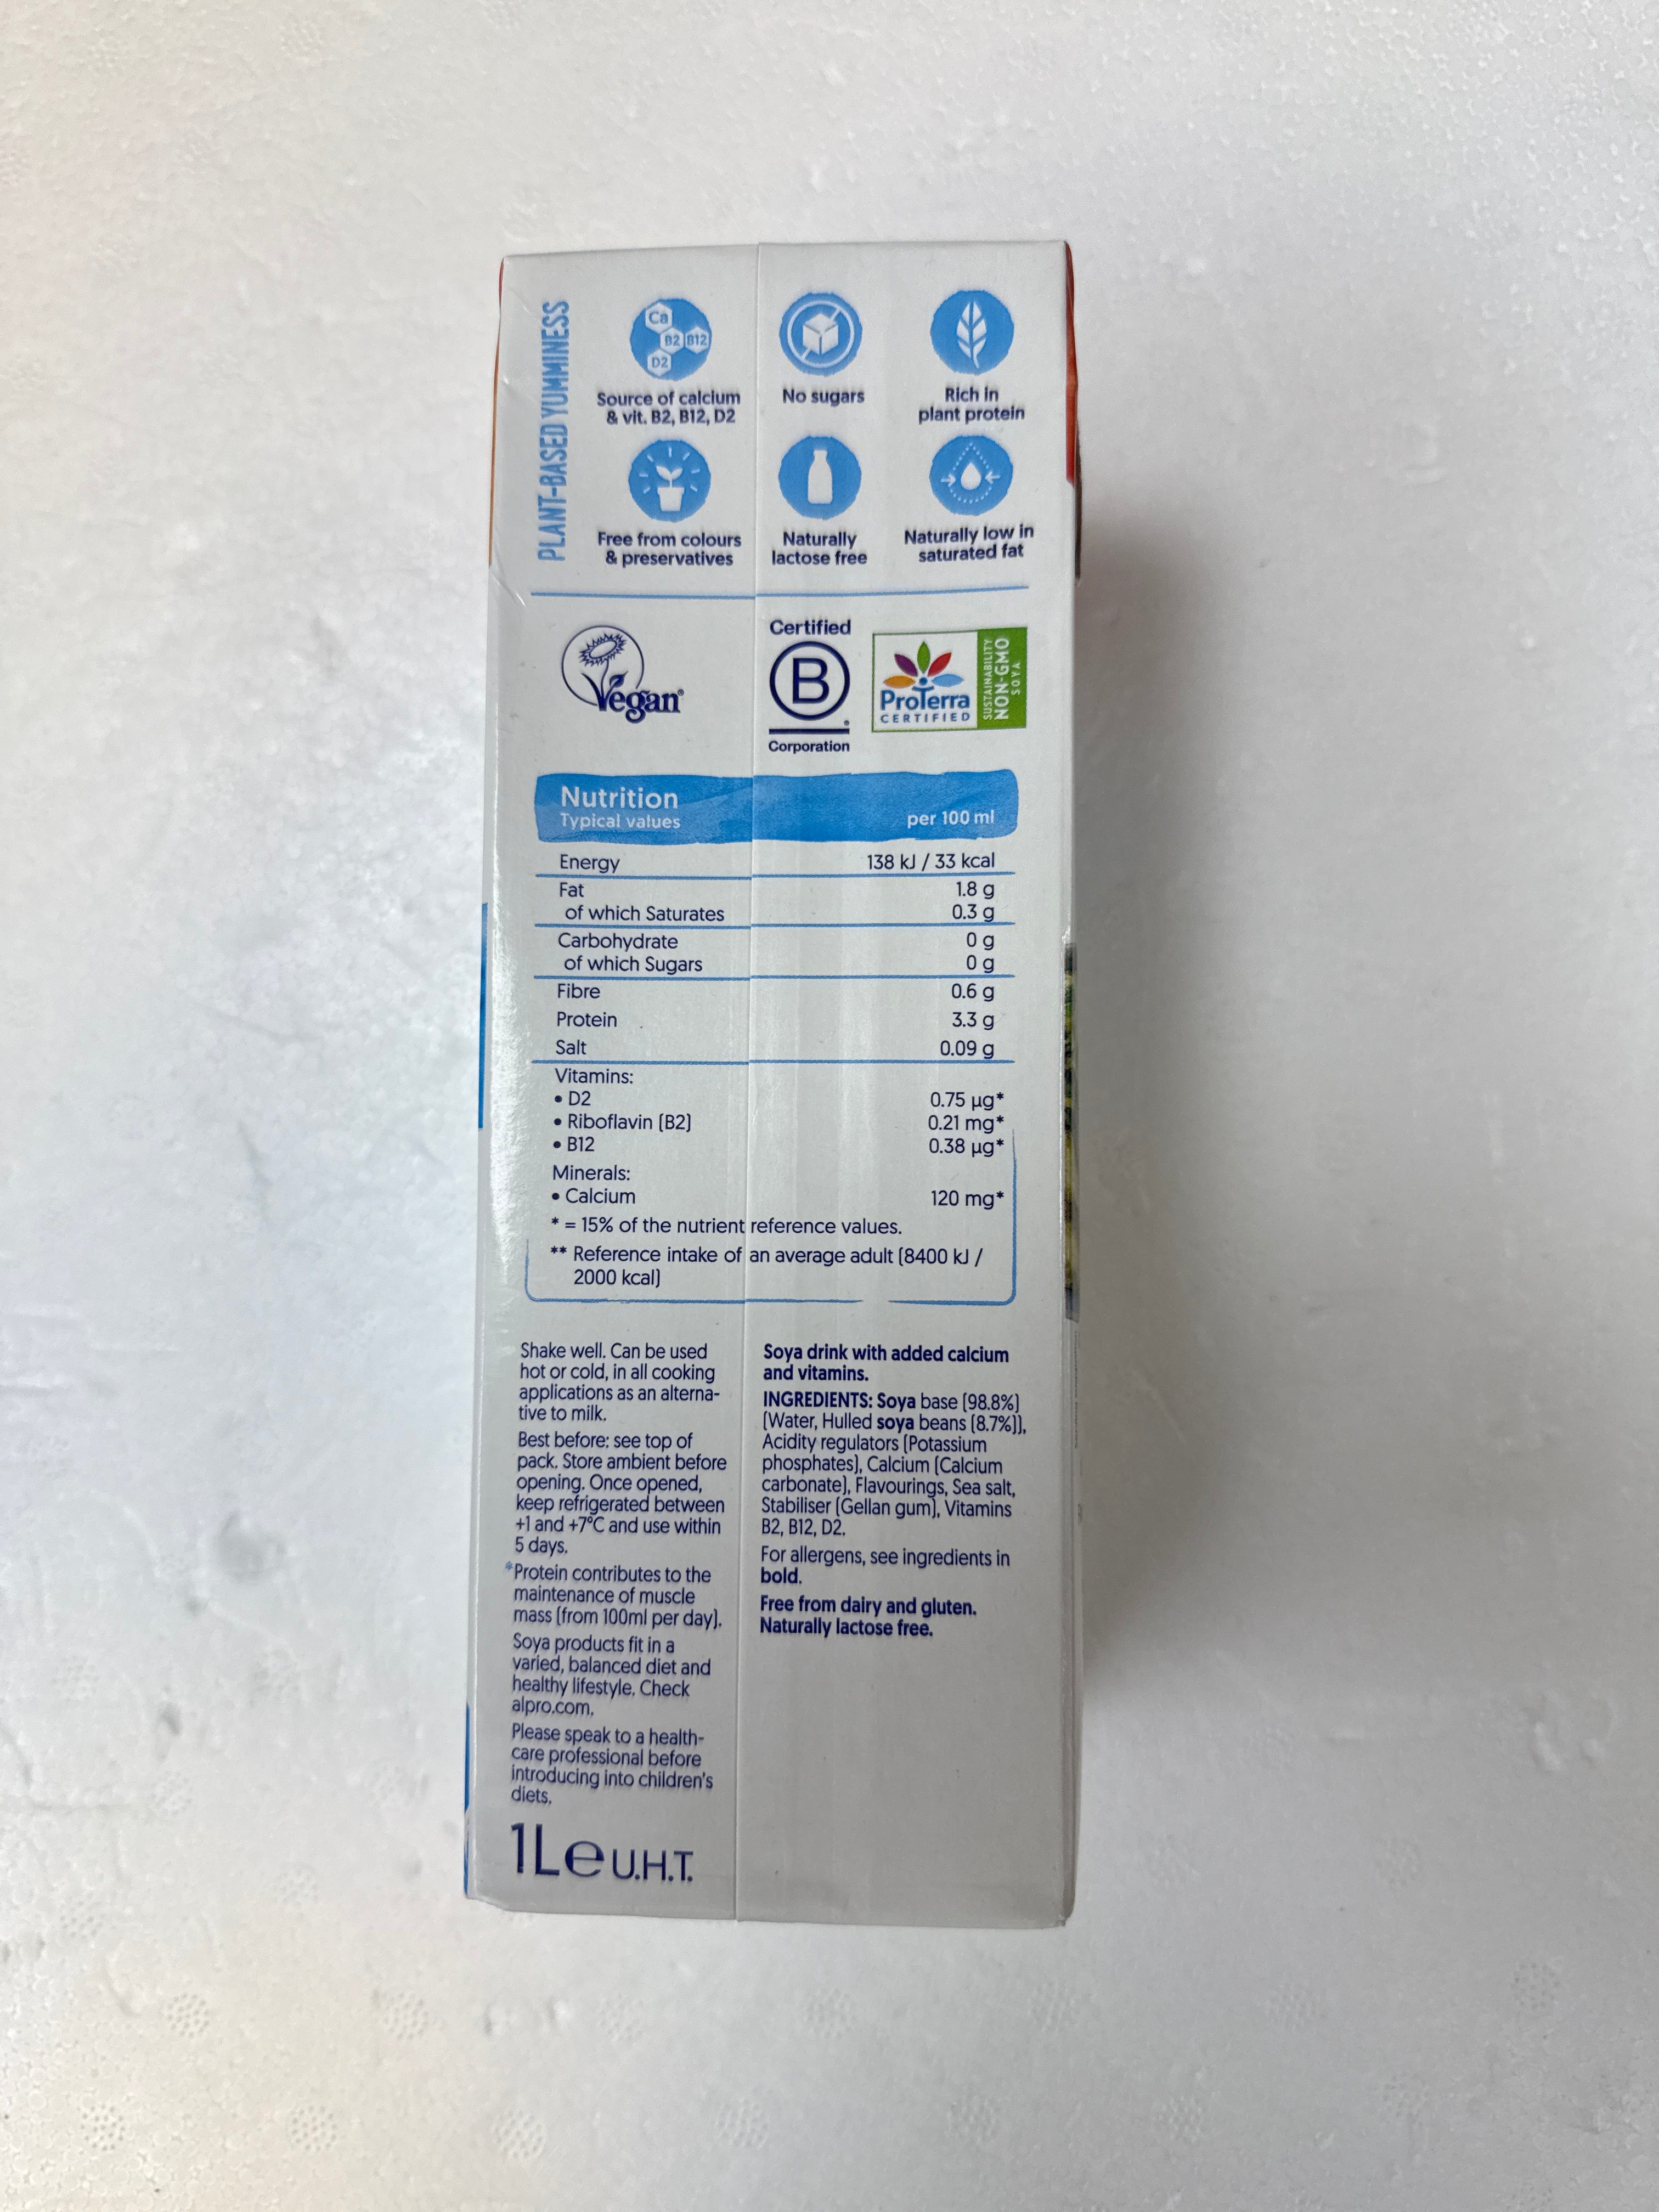 PLANT-BASED YUMMINESS
Ca
B2 B12
D2
Source of calcium
& vit. B2, B12, D2
No sugars
Rich in
plant protein
Free from colours
& preservatives
Naturally
lactose free
Naturally low in
saturated fat
Vegan
Certified
B
®
Corporation
ProTerra
CERTIFIED
SUSTAINABILITY
NON-GMO
SOYA
Nutrition
Typical values
per 100 ml
Energy 138 kJ / 33 kcal
Fat 1.8 g
of which Saturates 0.3 g
Carbohydrate 0 g
of which Sugars 0 g
Fibre 0.6 g
Protein 3.3 g
Salt 0.09 g
Vitamins:
• D2 0.75 µg*
• Riboflavin (B2) 0.21 mg*
• B12 0.38 µg*
Minerals:
• Calcium 120 mg*
* = 15% of the nutrient reference values.
** Reference intake of an average adult (8400 kJ /
2000 kcal)
Shake well. Can be used
hot or cold, in all cooking
applications as an alterna-
tive to milk.
Best before: see top of
pack. Store ambient before
opening. Once opened,
keep refrigerated between
+1 and +7°C and use within
5 days.
*Protein contributes to the
maintenance of muscle
mass (from 100ml per day).
Soya products fit in a
varied, balanced diet and
healthy lifestyle. Check
alpro.com.
Please speak to a health-
care professional before
introducing into children's
diets.
1L e U.H.T.
Soya drink with added calcium
and vitamins.
INGREDIENTS: Soya base (98.8%)
(Water, Hulled soya beans (8.7%)),
Acidity regulators (Potassium
phosphates), Calcium (Calcium
carbonate), Flavourings, Sea salt,
Stabiliser (Gellan gum), Vitamins
B2, B12, D2.
For allergens, see ingredients in
bold.
Free from dairy and gluten.
Naturally lactose free.